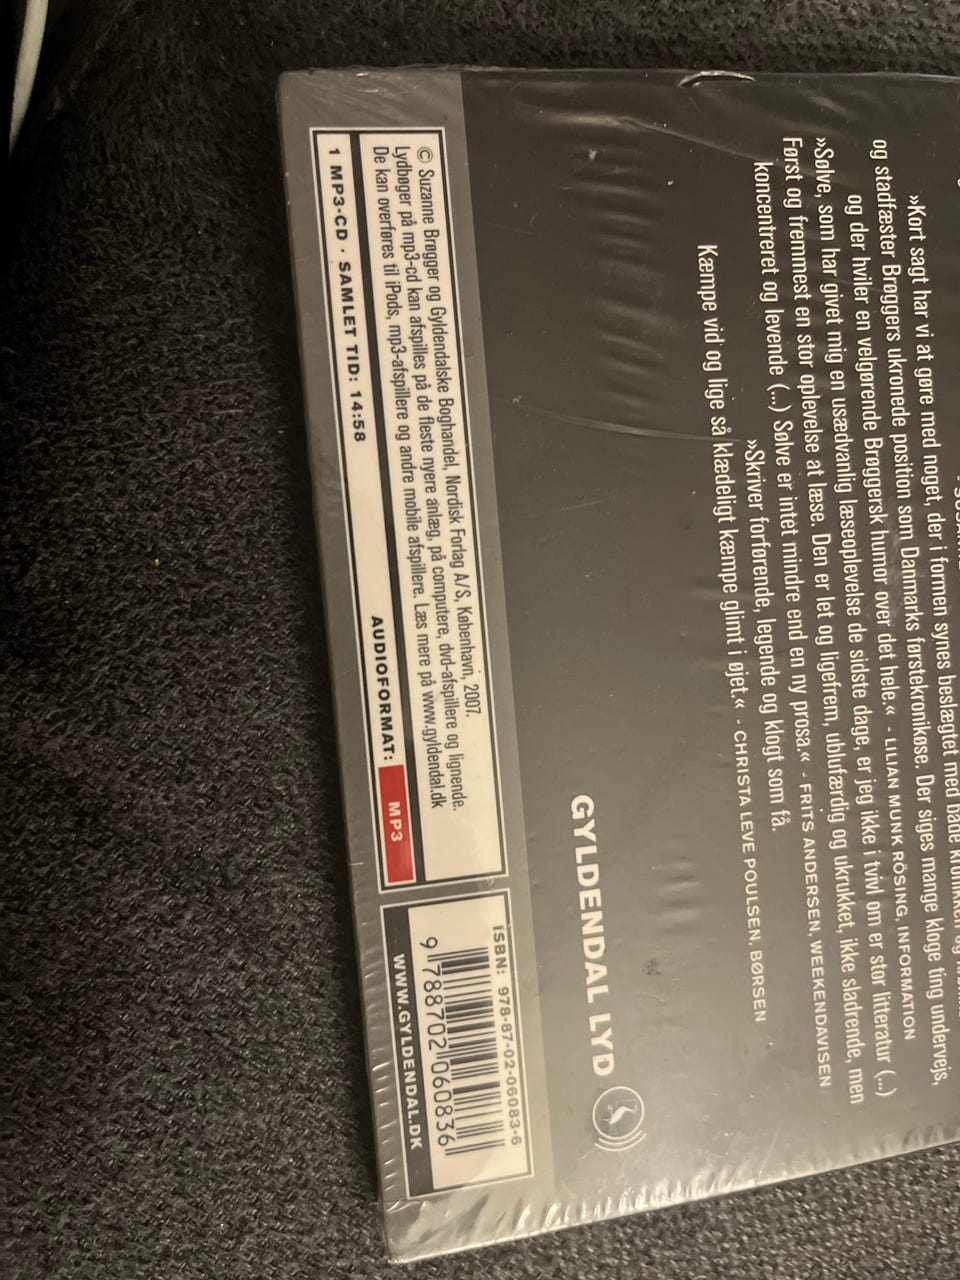 »Kort sagt har vi at gøre med noget, der i formen synes beslægtet med både
og stadfæster Brøggers ukronede position som Danmarks førstekronikøse. Der siges mange kloge ting undervejs,
og der hviler en velgørende Brøggersk humor over det hele.« - LILIAN MUNK RÖSING, INFORMATION
»Sølve, som har givet mig en usædvanlig læseoplevelse de sidste dage, er jeg ikke i tvivl om er stor litteratur (...)
Først og fremmest en stor oplevelse at læse. Den er let og ligefrem, ublufærdig og ukrukket, ikke sladrende, men
koncentreret og levende (...) Sølve er intet mindre end en ny prosa.« - FRITS ANDERSEN, WEEKENDAVISEN
»Skriver forførende, legende og klogt som få.
Kæmpe vid og lige så klædeligt kæmpe glimt i øjet.« - CHRISTA LEVE POULSEN, BØRSEN
GYLDENDAL LYD
© Suzanne Brøgger og Gyldendalske Boghandel, Nordisk Forlag A/S, København, 2007.
Lydbøger på mp3-cd kan afspilles på de fleste nyere anlæg, på computere, dvd-afspillere og lignende.
De kan overføres til iPods, mp3-afspillere og andre mobile afspillere. Læs mere på www.gyldendal.dk
1 MP3-CD · SAMLET TID: 14:58
AUDIOFORMAT: MP3
ISBN: 978-87-02-06083-6
9 788702 060836
WWW.GYLDENDAL.DK